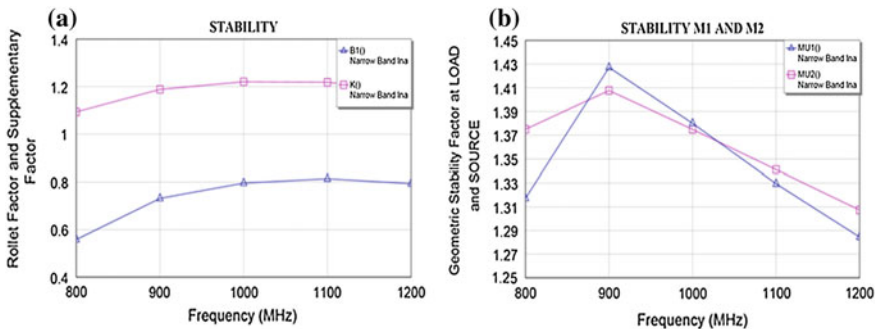 (a)
STABILITY
Rollet Factor and Supplementary
Factor
1.4
1.2
1
0.8
0.6
0.4
B1()
Narrow Band lna
K()
Narrow Band lna
800
900
1000
1100
1200
Frequency (MHz)
(b)
STABILITY M1 AND M2
Geometric Stability Factor at LOAD
and SOURCE
1.45
1.43
1.41
1.39
1.37
1.35
1.33
1.31
1.29
1.27
1.25
MU1()
Narrow Band lna
MU2()
Narrow Band lna
800
900
1000
1100
1200
Frequency (MHz)